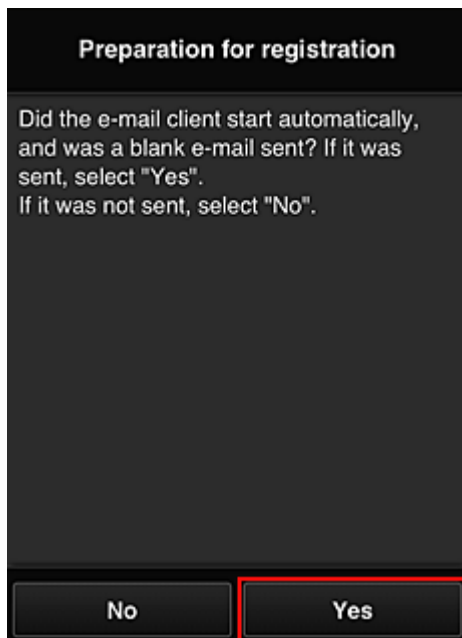 Preparation for registration
Did the e-mail client start automatically,
and was a blank e-mail sent? If it was
sent, select "Yes".
If it was not sent, select "No".
No
Yes